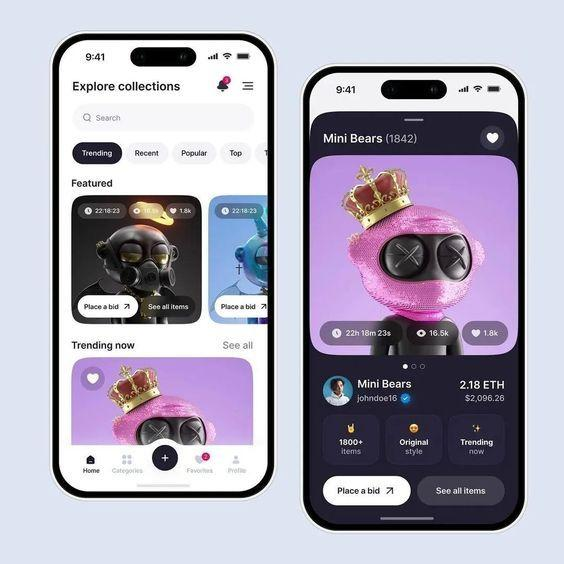 9:41
Explore collections
3
Search
Trending
Recent
Popular
Top
Featured
22:18:23
16.5k
1.8k
22:18:23
Place a bid
See all items
Place a bid
Trending now
See all
Home
Categories
Favorites
2
Profile
9:41
Mini Bears (1842)
22h 18m 23s
16.5k
1.8k
Mini Bears
2.18 ETH
johndoe16
$2,096.26
1800+
items
Original
style
Trending
now
Place a bid
See all items